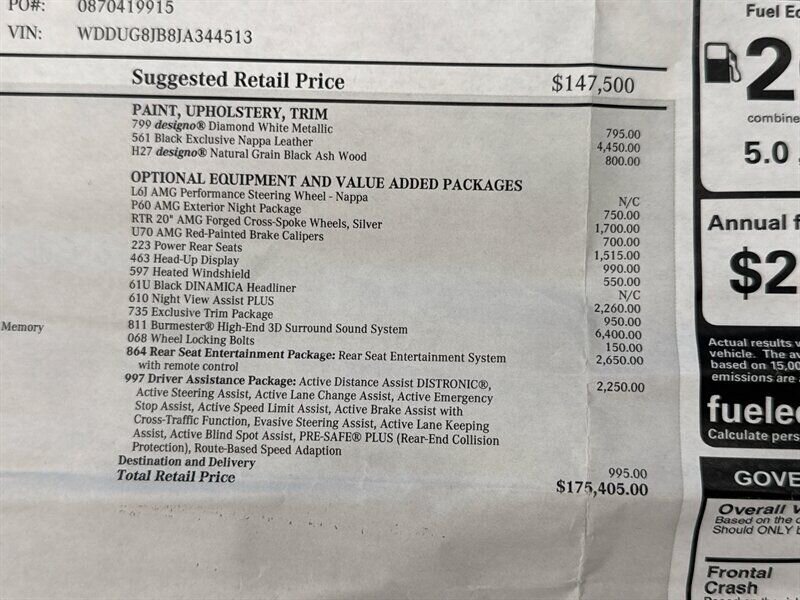 PO#: 0870419915
VIN: WDDUG8JB8JA344513
Suggested Retail Price $147,500
PAINT, UPHOLSTERY, TRIM
799 designo® Diamond White Metallic 795.00
561 Black Exclusive Nappa Leather 4,450.00
H27 designo® Natural Grain Black Ash Wood 800.00
OPTIONAL EQUIPMENT AND VALUE ADDED PACKAGES
L6J AMG Performance Steering Wheel - Nappa N/C
P60 AMG Exterior Night Package 750.00
RTR 20" AMG Forged Cross-Spoke Wheels, Silver 1,700.00
U70 AMG Red-Painted Brake Calipers 700.00
223 Power Rear Seats 1,515.00
463 Head-Up Display 990.00
597 Heated Windshield 550.00
61U Black DINAMICA Headliner N/C
610 Night View Assist PLUS 2,260.00
735 Exclusive Trim Package 950.00
Memory
811 Burmester® High-End 3D Surround Sound System 6,400.00
068 Wheel Locking Bolts 150.00
864 Rear Seat Entertainment Package: Rear Seat Entertainment System 2,650.00
with remote control
997 Driver Assistance Package: Active Distance Assist DISTRONIC®, 2,250.00
Active Steering Assist, Active Lane Change Assist, Active Emergency
Stop Assist, Active Speed Limit Assist, Active Brake Assist with
Cross-Traffic Function, Evasive Steering Assist, Active Lane Keeping
Assist, Active Blind Spot Assist, PRE-SAFE® PLUS (Rear-End Collision
Protection), Route-Based Speed Adaption
Destination and Delivery 995.00
Total Retail Price $175,405.00
Fuel Ec
2
combine
5.0
Annual f
$2
Actual results v
vehicle. The av
based on 15,00
emissions are
fuelec
Calculate pers
GOVE
Overall V
Based on the c
Should ONLY b
Frontal
Crash